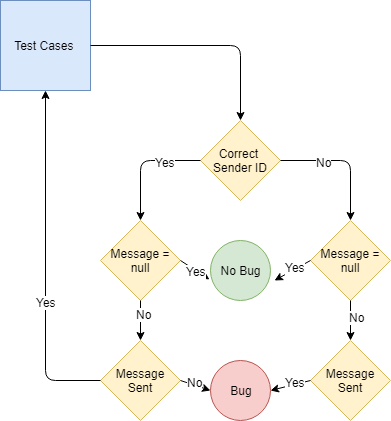 Test Cases
Correct
Sender ID
Yes
No
Message =
null
Yes
No Bug
Yes
Message =
null
No
No
Yes
Message
Sent
No
Bug
Yes
Message
Sent